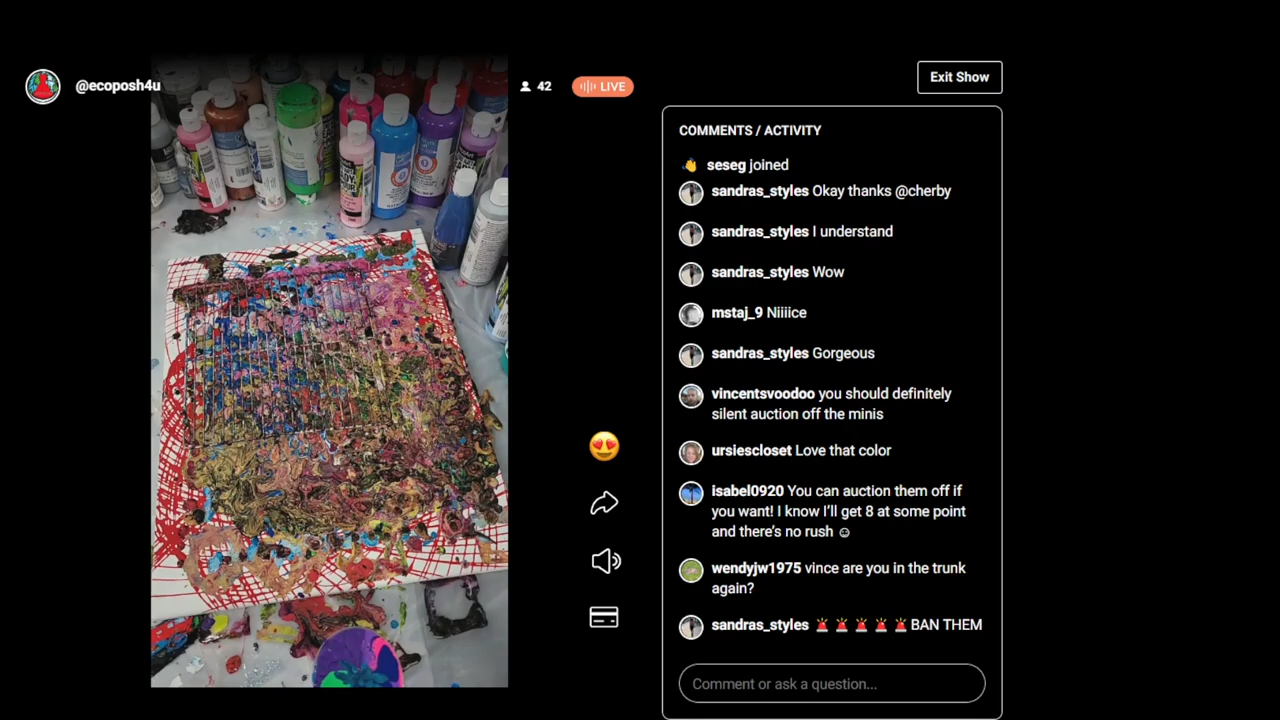 @ecoposh4u
42
LIVE
Exit Show
COMMENTS / ACTIVITY
seseg joined
sandras_styles Okay thanks @cherby
sandras_styles I understand
sandras_styles Wow
mstaj_9 Niiiice
sandras_styles Gorgeous
vincentsvoodoo you should definitely
silent auction off the minis
ursiescloset Love that color
isabel0920 You can auction them off if
you want! I know I'll get 8 at some point
and there's no rush ☺
wendyjw1975 vince are you in the trunk
again?
sandras_styles 🚨 🚨 🚨 🚨 🚨BAN THEM
Comment or ask a question...